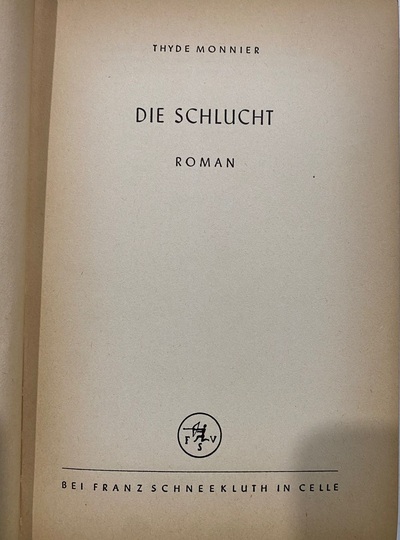 THYDE MONNIER
DIE SCHLUCHT
ROMAN
F V
S
BEI FRANZ SCHNEEKLUTH IN CELLE